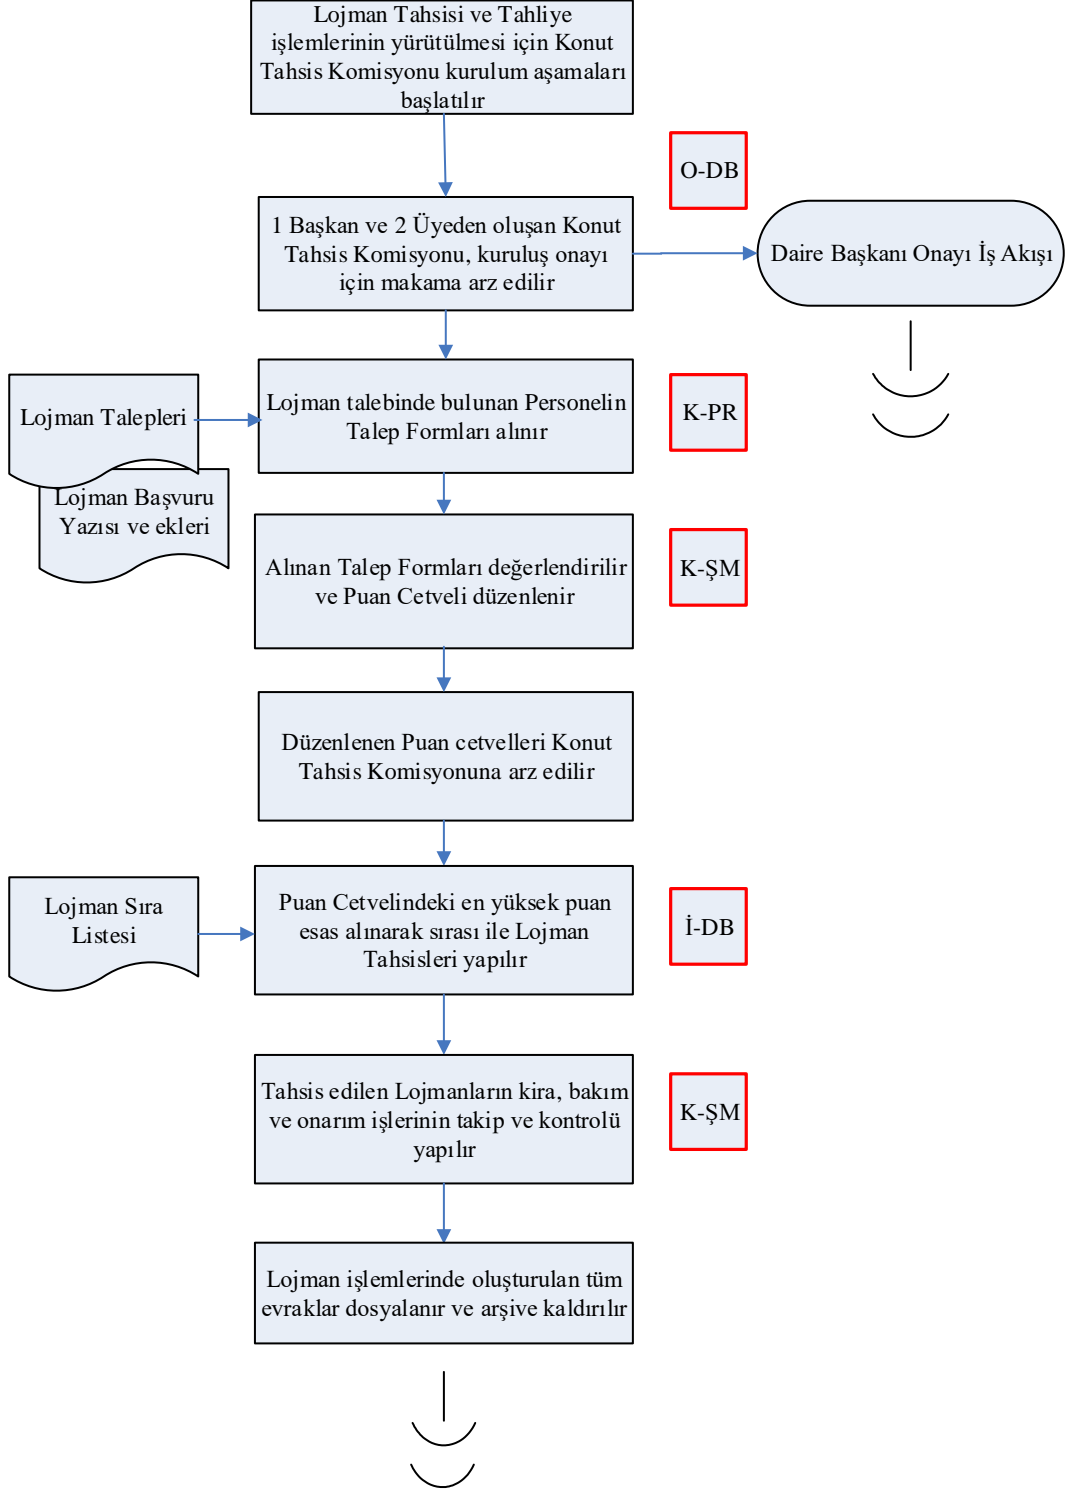 Lojman Tahsisi ve Tahliye
işlemlerinin yürütülmesi için Konut
Tahsis Komisyonu kurulum aşamaları
başlatılır
O-DB
1 Başkan ve 2 Üyeden oluşan Konut
Tahsis Komisyonu, kuruluş onayı
için makama arz edilir
Daire Başkanı Onayı İş Akışı
Lojman Talepleri
Lojman Başvuru
Yazısı ve ekleri
Lojman talebinde bulunan Personelin
Talep Formları alınır
K-PR
Alınan Talep Formları değerlendirilir
ve Puan Cetveli düzenlenir
K-ŞM
Düzenlenen Puan cetvelleri Konut
Tahsis Komisyonuna arz edilir
Lojman Sıra
Listesi
Puan Cetvelindeki en yüksek puan
esas alınarak sırası ile Lojman
Tahsisleri yapılır
İ-DB
Tahsis edilen Lojmanların kira, bakım
ve onarım işlerinin takip ve kontrolü
yapılır
K-ŞM
Lojman işlemlerinde oluşturulan tüm
evraklar dosyalanır ve arşive kaldırılır